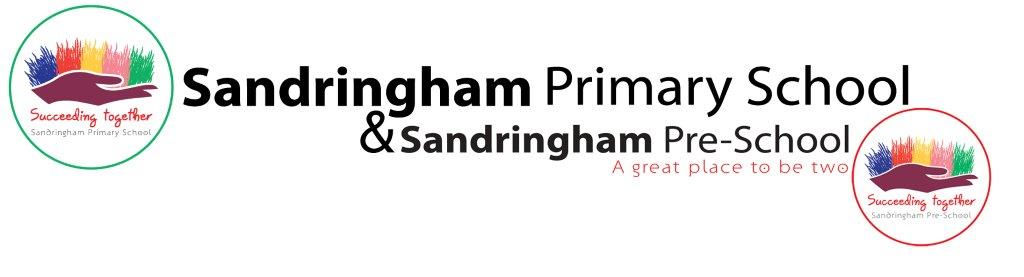 Succeeding together
Sandringham Primary School
Sandringham Primary School
& Sandringham Pre-School
A great place to be two
Succeeding together
Sandringham Pre-School